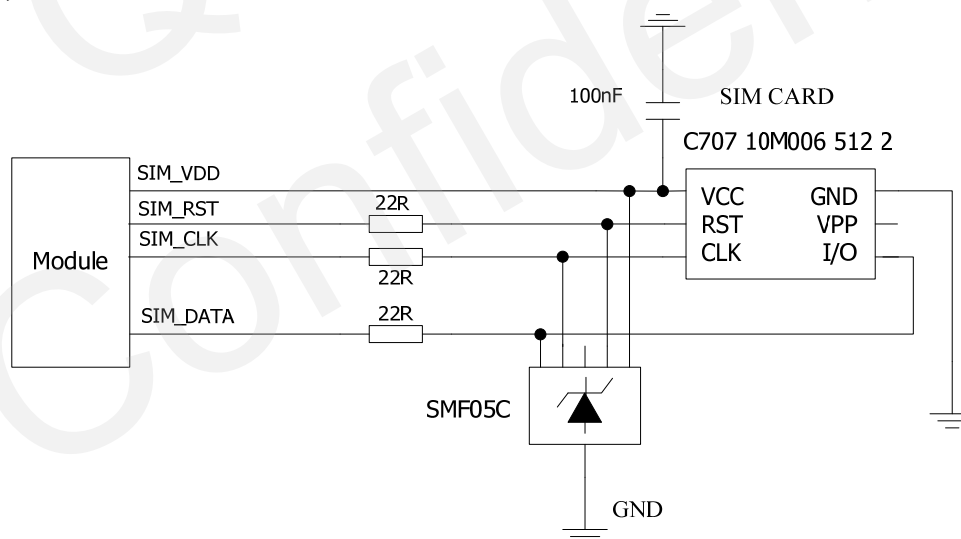 100nF
SIM CARD
C707 10M006 512 2
SIM_VDD
SIM_RST
22R
SIM_CLK
22R
SIM_DATA
22R
Module
VCC
GND
RST
VPP
CLK
I/O
SMF05C
GND
Confiden